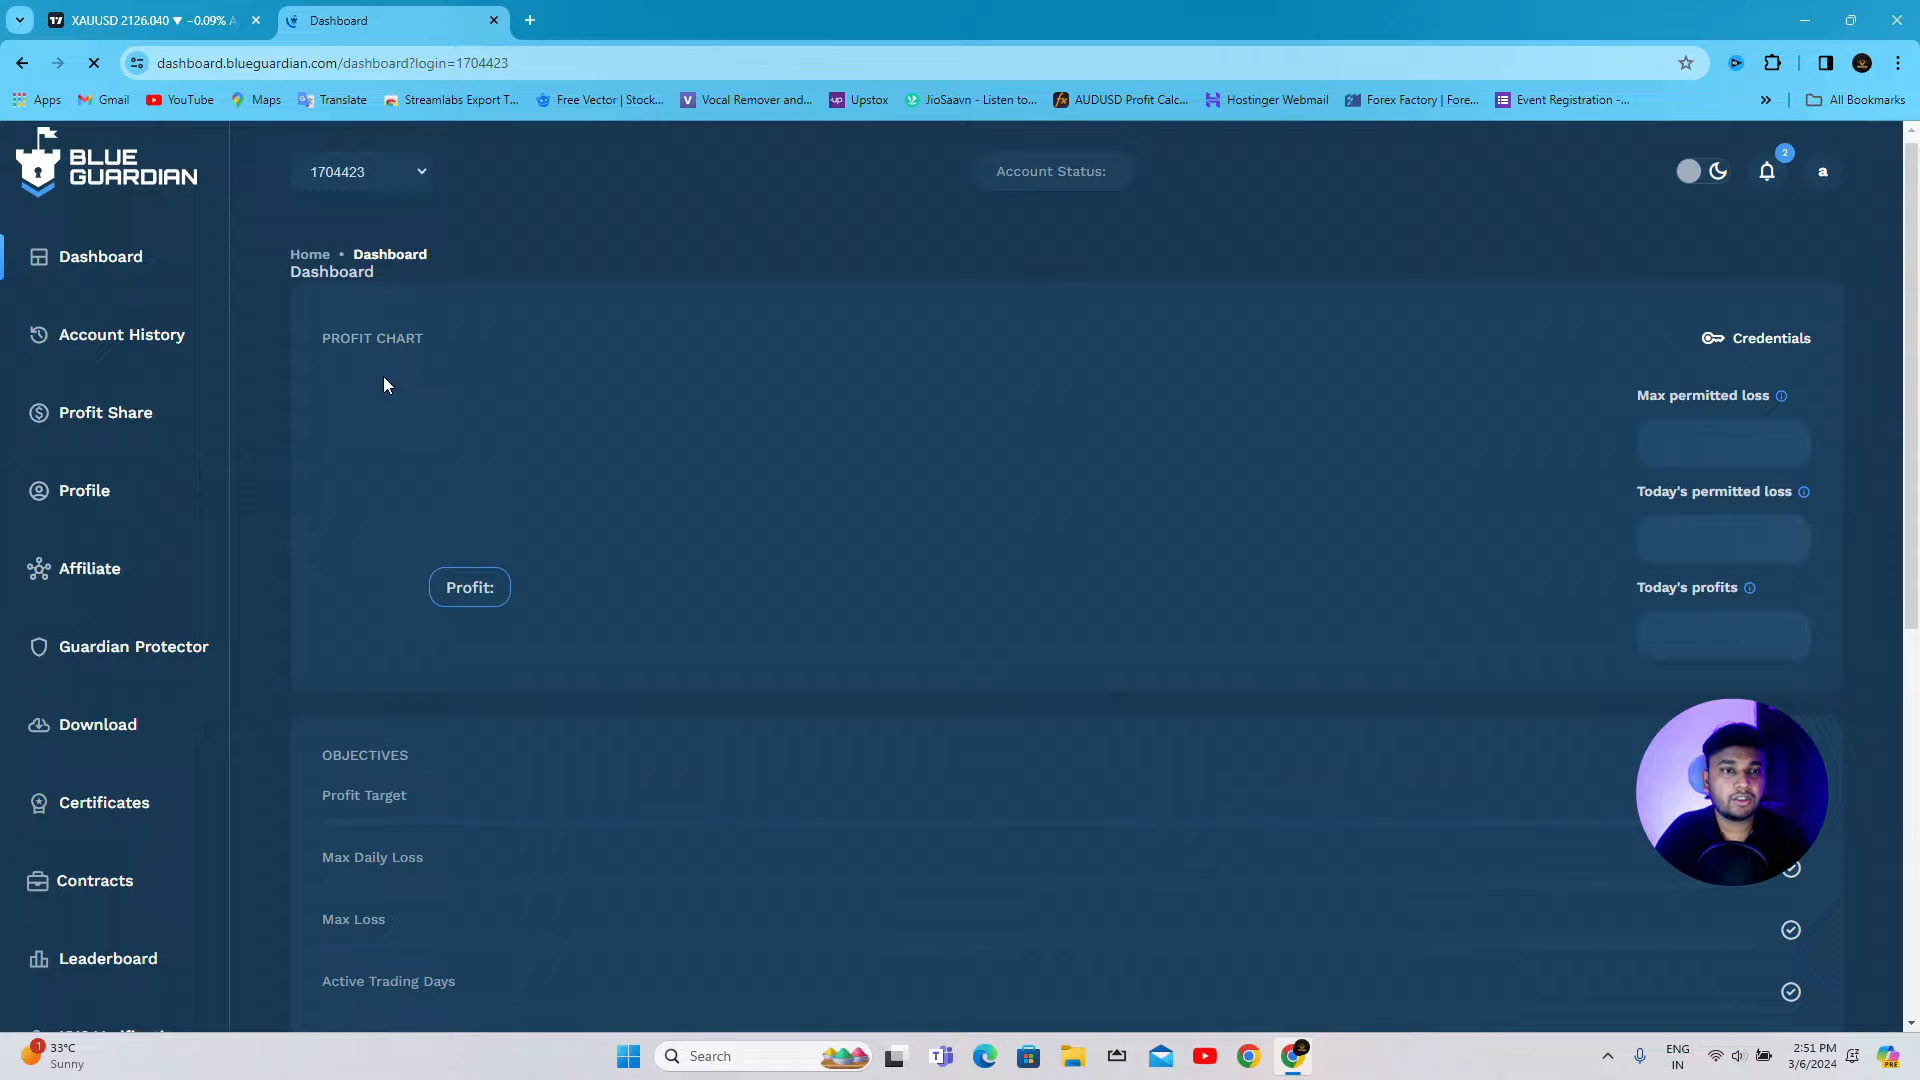 XAUUSD 2126.040 ▼ −0.09% A
Dashboard
dashboard.blueguardian.com/dashboard?login=1704423
Apps
Gmail
YouTube
Maps
Translate
Streamlabs Export T...
Free Vector | Stock...
Vocal Remover and...
Upstox
JioSaavn - Listen to...
AUDUSD Profit Calc...
Hostinger Webmail
Forex Factory | Fore...
Event Registration -...
»
All Bookmarks
BLUE
GUARDIAN
1704423
Account Status:
2
a
Dashboard
Account History
Profit Share
Profile
Affiliate
Guardian Protector
Download
Certificates
Contracts
Leaderboard
Home • Dashboard
Dashboard
PROFIT CHART
Credentials
Max permitted loss
Today's permitted loss
Today's profits
Profit:
OBJECTIVES
Profit Target
Max Daily Loss
Max Loss
Active Trading Days
1
33°C
Sunny
Search
ENG
IN
2:51 PM
3/6/2024
PRE